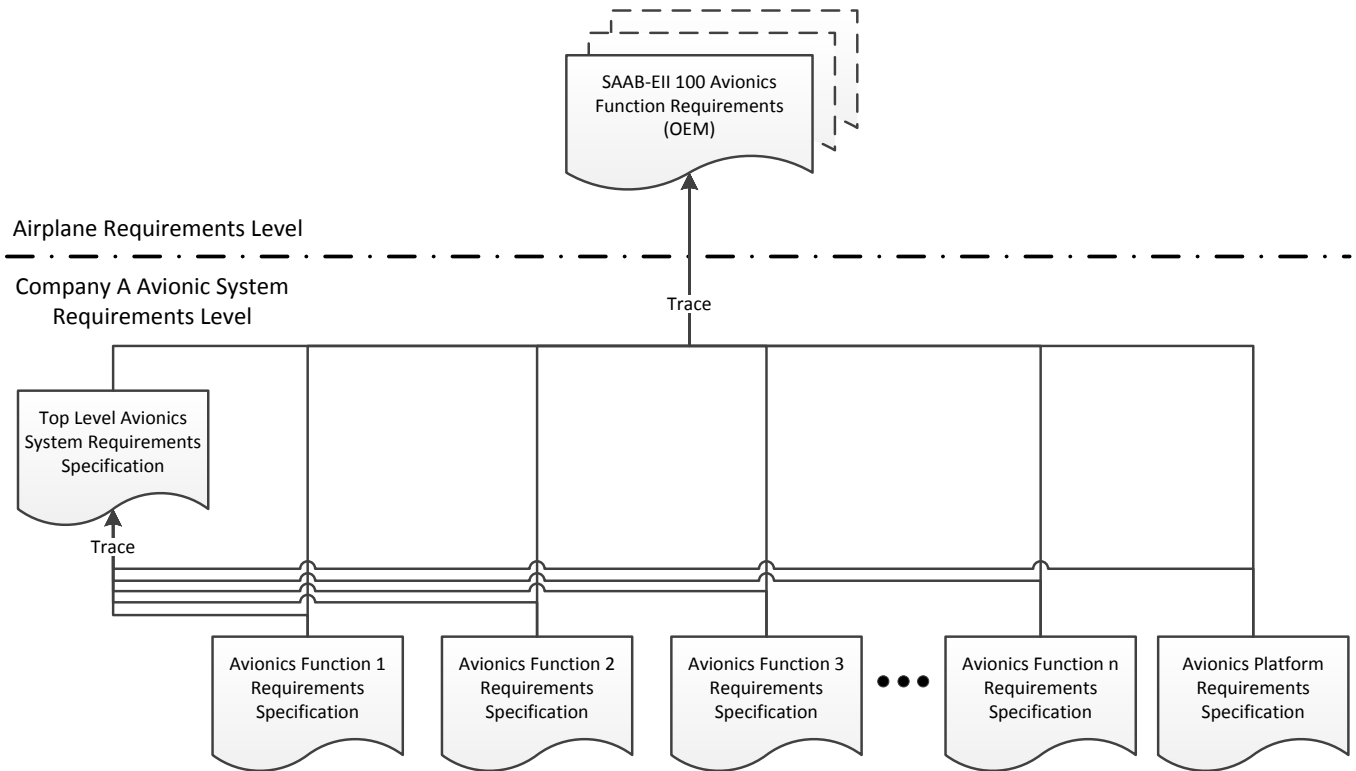 SAAB-EII 100 Avionics
Function Requirements
(OEM)
Airplane Requirements Level
Company A Avionic System
Requirements Level
Trace
Top Level Avionics
System Requirements
Specification
Trace
Avionics Function 1
Requirements
Specification
Avionics Function 2
Requirements
Specification
Avionics Function 3
Requirements
Specification
Avionics Function n
Requirements
Specification
Avionics Platform
Requirements
Specification